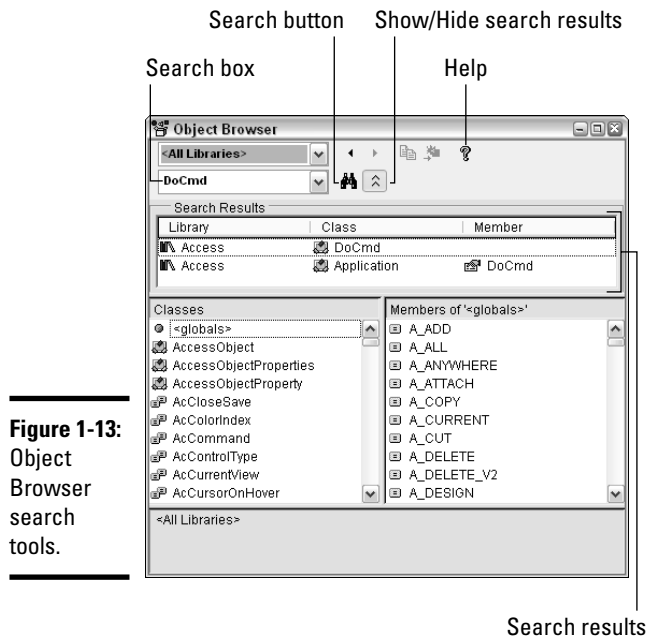 Search button Show/Hide search results
Search box Help
Object Browser
<All Libraries>
DoCmd
Search Results
Library Class Member
Access DoCmd
Access Application DoCmd
Classes Members of '<globals>'
<globals> A_ADD
AccessObject A_ALL
AccessObjectProperties A_ANYWHERE
AccessObjectProperty A_ATTACH
AcCloseSave A_COPY
AcColorIndex A_CURRENT
AcCommand A_CUT
AcControlType A_DELETE
AcCurrentView A_DELETE_V2
AcCursorOnHover A_DESIGN
<All Libraries>
Figure 1-13:
Object
Browser
search
tools.
Search results